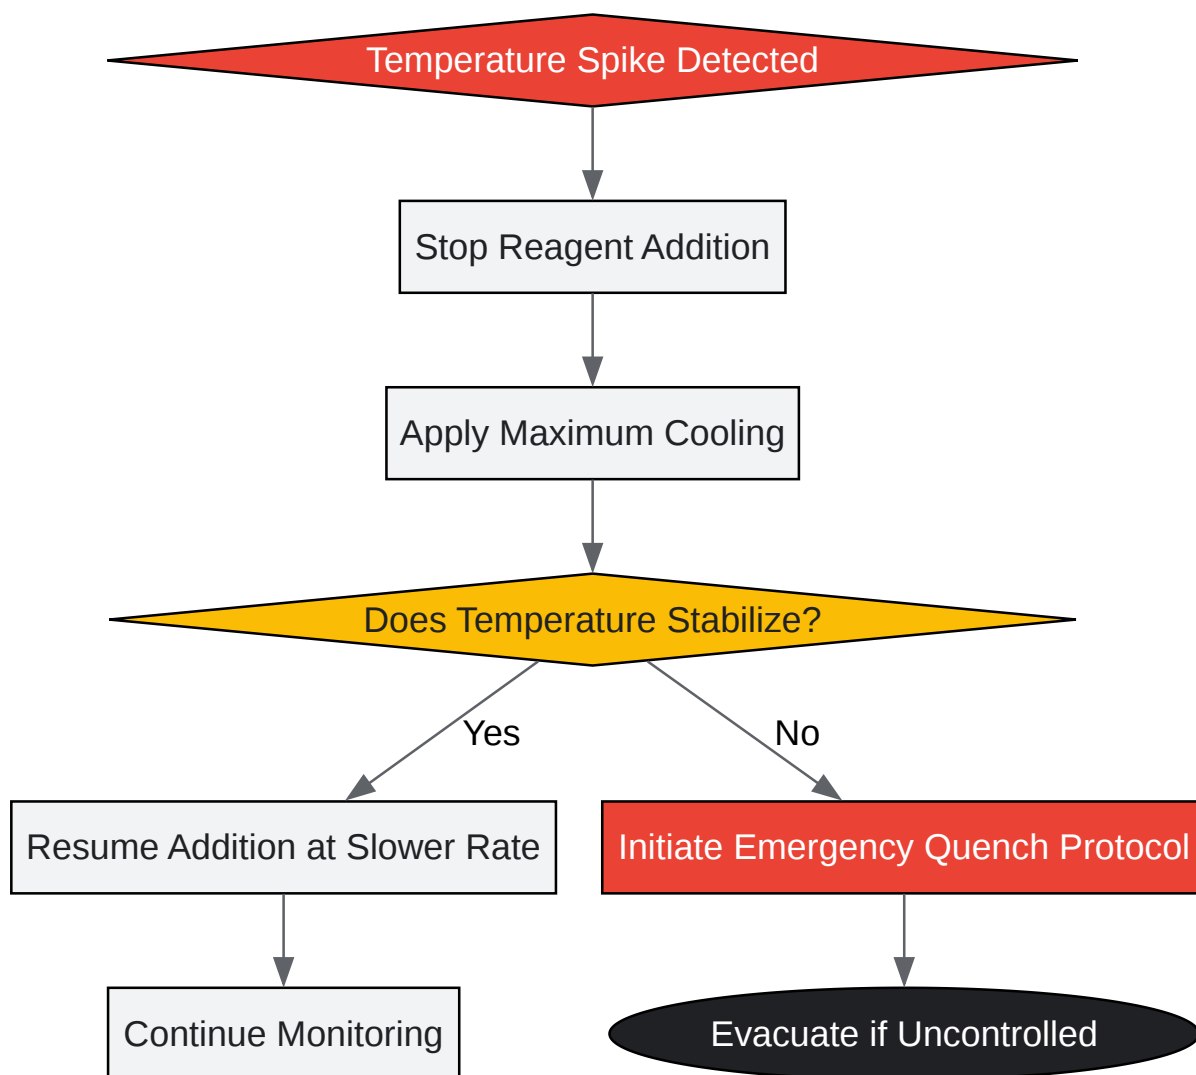 Temperature Spike Detected
Stop Reagent Addition
Apply Maximum Cooling
Does Temperature Stabilize?
Yes
No
Resume Addition at Slower Rate
Initiate Emergency Quench Protocol
Continue Monitoring
Evacuate if Uncontrolled